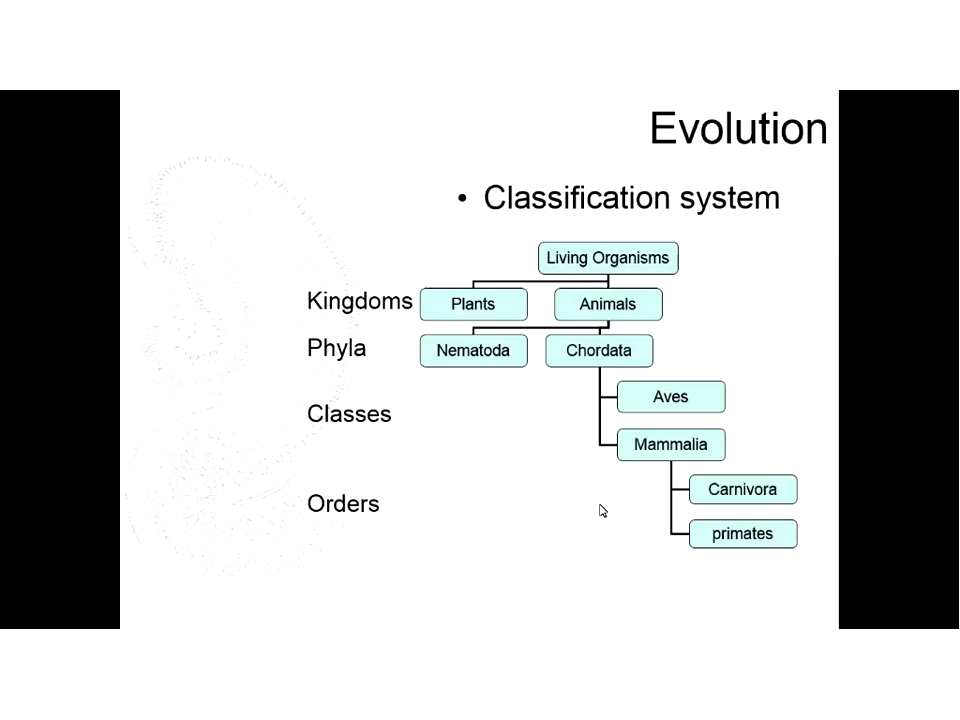 Evolution
• Classification system
Living Organisms
Kingdoms Plants Animals
Phyla Nematoda Chordata
Aves
Classes
Mammalia
Carnivora
Orders
primates